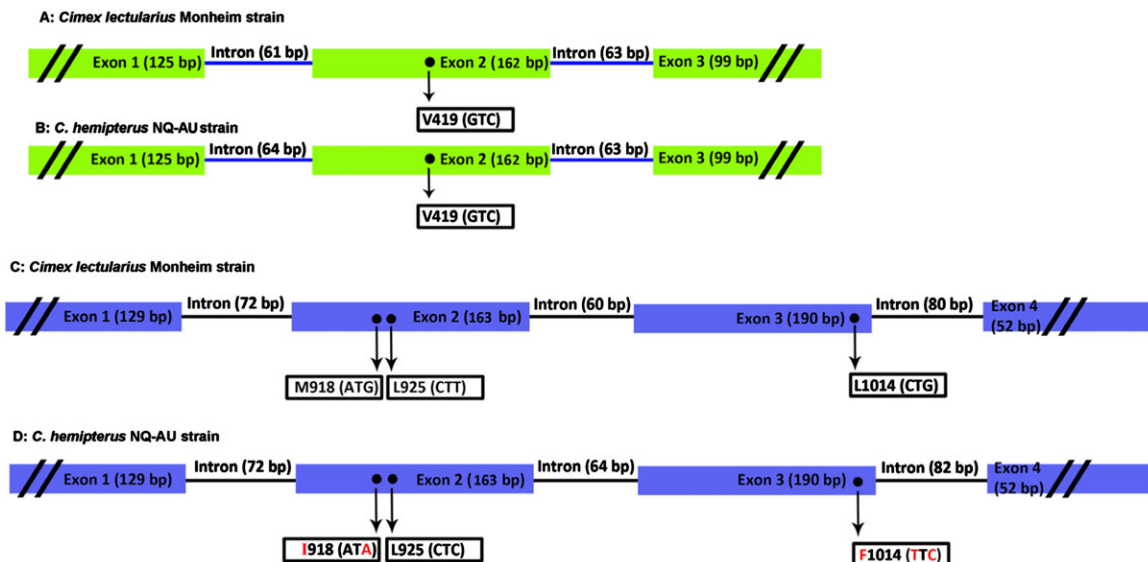 A: Cimex lectularius Monheim strain
Exon 1 (125 bp) Intron (61 bp) Exon 2 (162 bp) Intron (63 bp) Exon 3 (99 bp)
V419 (GTC)
B: C. hemipterus NQ-AU strain
Exon 1 (125 bp) Intron (64 bp) Exon 2 (162 bp) Intron (63 bp) Exon 3 (99 bp)
V419 (GTC)
C: Cimex lectularius Monheim strain
Exon 1 (129 bp) Intron (72 bp) Exon 2 (163 bp) Intron (60 bp) Exon 3 (190 bp) Intron (80 bp) Exon 4
(52 bp)
M918 (ATG) L925 (CTT) L1014 (CTG)
D: C. hemipterus NQ-AU strain
Exon 1 (129 bp) Intron (72 bp) Exon 2 (163 bp) Intron (64 bp) Exon 3 (190 bp) Intron (82 bp) Exon 4
(52 bp)
I918 (ATA) L925 (CTC) F1014 (TTC)